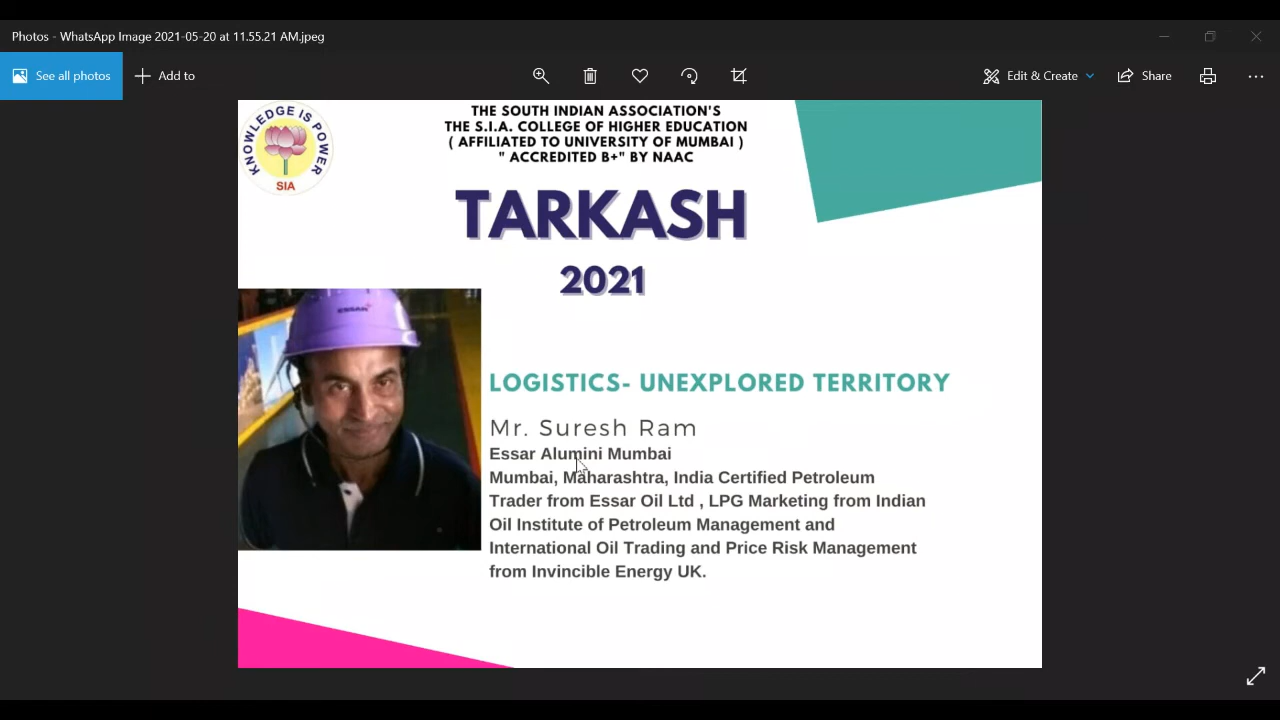 Photos - WhatsApp Image 2021-05-20 at 11.55.21 AM.jpeg
See all photos
Add to
Edit & Create
Share
KNOWLEDGE IS POWER
SIA
THE SOUTH INDIAN ASSOCIATION'S
THE S.I.A. COLLEGE OF HIGHER EDUCATION
( AFFILIATED TO UNIVERSITY OF MUMBAI )
" ACCREDITED B+" BY NAAC
TARKASH
2021
ESSAR
LOGISTICS- UNEXPLORED TERRITORY
Mr. Suresh Ram
Essar Alumini Mumbai
Mumbai, Maharashtra, India Certified Petroleum
Trader from Essar Oil Ltd , LPG Marketing from Indian
Oil Institute of Petroleum Management and
International Oil Trading and Price Risk Management
from Invincible Energy UK.